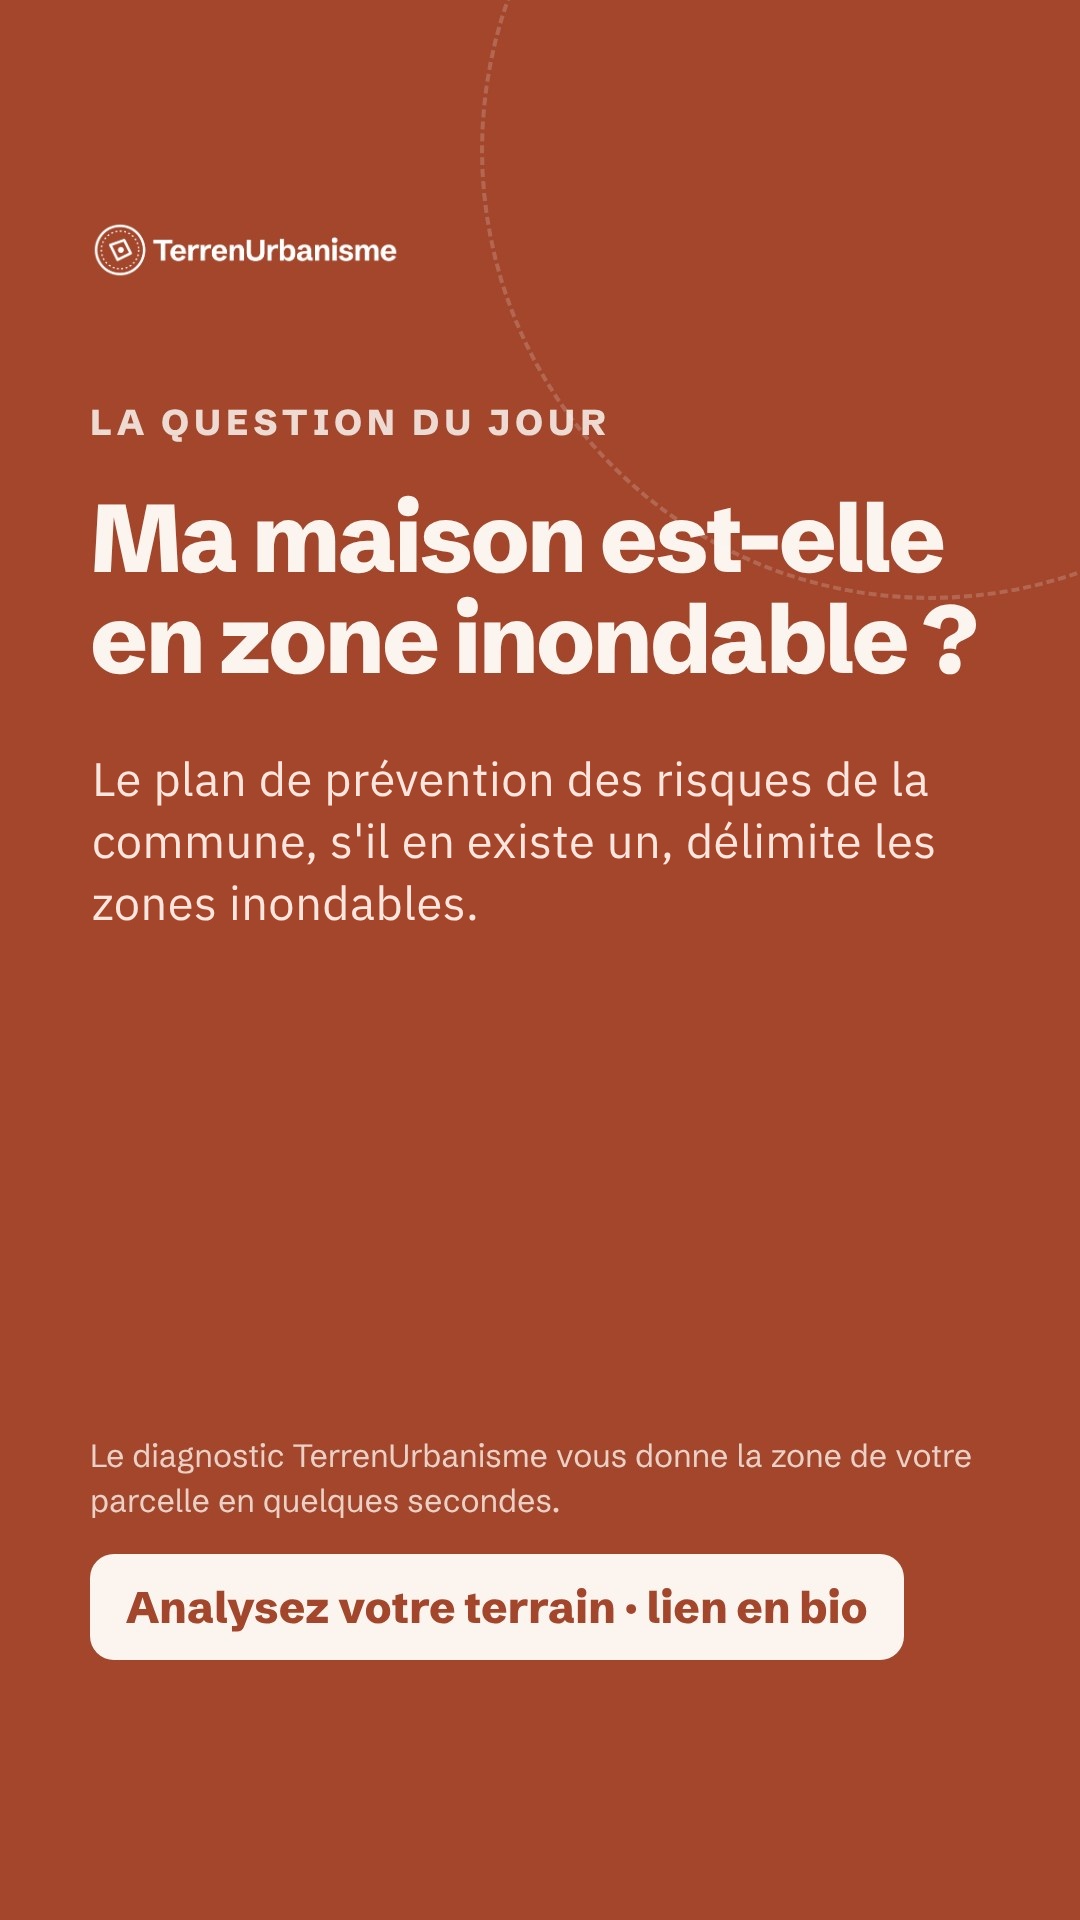 TerrenUrbanisme
LA QUESTION DU JOUR
Ma maison est-elle
en zone inondable ?
Le plan de prévention des risques de la
commune, s'il en existe un, délimite les
zones inondables.
Le diagnostic TerrenUrbanisme vous donne la zone de votre
parcelle en quelques secondes.
Analysez votre terrain · lien en bio